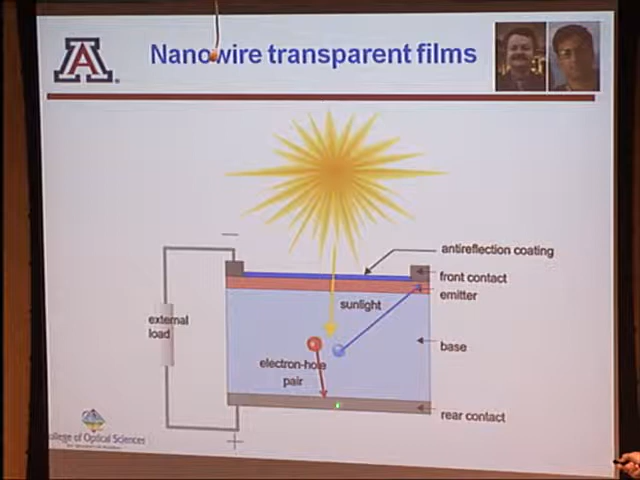 Nanowire transparent films
A
antireflection coating
front contact
emitter
sunlight
external
load
base
electron-hole
pair
rear contact
College of Optical Sciences
−
+